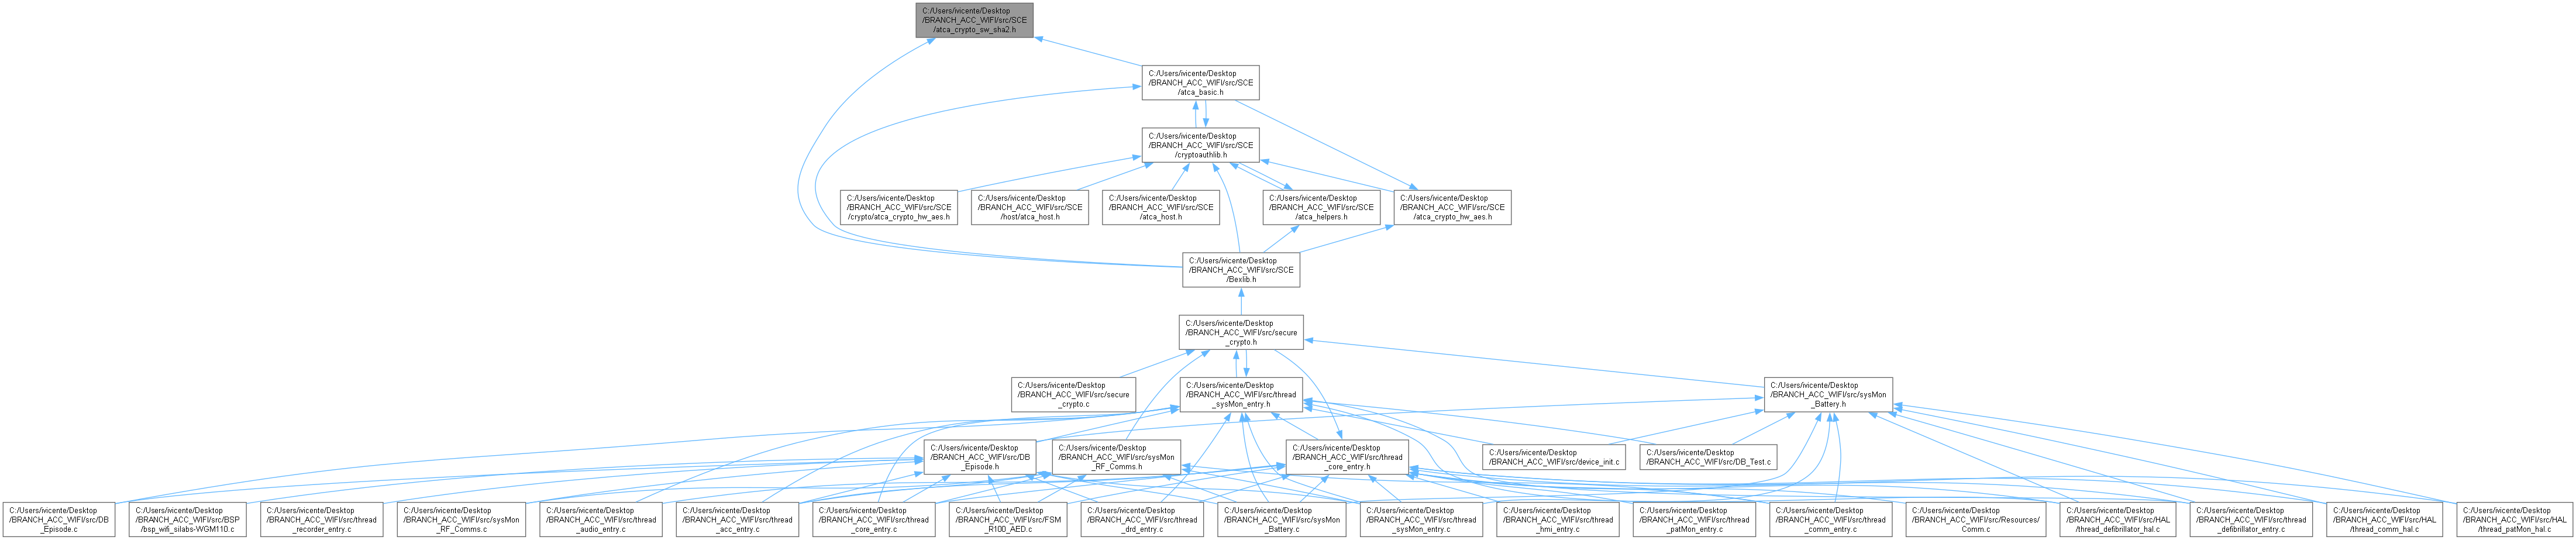 C:/Users/ivicente/Desktop
/BRANCH_ACC_WIFI/src/SCE
/atca_crypto_sw_sha2.h
C:/Users/ivicente/Desktop
/BRANCH_ACC_WIFI/src/SCE
/atca_basic.h
C:/Users/ivicente/Desktop
/BRANCH_ACC_WIFI/src/SCE
/cryptoauthlib.h
C:/Users/ivicente/Desktop
/BRANCH_ACC_WIFI/src/SCE
/crypto/atca_crypto_hw_aes.h
C:/Users/ivicente/Desktop
/BRANCH_ACC_WIFI/src/SCE
/host/atca_host.h
C:/Users/ivicente/Desktop
/BRANCH_ACC_WIFI/src/SCE
/atca_host.h
C:/Users/ivicente/Desktop
/BRANCH_ACC_WIFI/src/SCE
/atca_helpers.h
C:/Users/ivicente/Desktop
/BRANCH_ACC_WIFI/src/SCE
/atca_crypto_hw_aes.h
C:/Users/ivicente/Desktop
/BRANCH_ACC_WIFI/src/SCE
/Bexlib.h
C:/Users/ivicente/Desktop
/BRANCH_ACC_WIFI/src/secure
_crypto.h
C:/Users/ivicente/Desktop
/BRANCH_ACC_WIFI/src/secure
_crypto.c
C:/Users/ivicente/Desktop
/BRANCH_ACC_WIFI/src/thread
_sysMon_entry.h
C:/Users/ivicente/Desktop
/BRANCH_ACC_WIFI/src/sysMon
_Battery.h
C:/Users/ivicente/Desktop
/BRANCH_ACC_WIFI/src/DB
_Episode.h
C:/Users/ivicente/Desktop
/BRANCH_ACC_WIFI/src/sysMon
_RF_Comms.h
C:/Users/ivicente/Desktop
/BRANCH_ACC_WIFI/src/thread
_core_entry.h
C:/Users/ivicente/Desktop
/BRANCH_ACC_WIFI/src/device_init.c
C:/Users/ivicente/Desktop
/BRANCH_ACC_WIFI/src/DB_Test.c
C:/Users/ivicente/Desktop
/BRANCH_ACC_WIFI/src/DB
_Episode.c
C:/Users/ivicente/Desktop
/BRANCH_ACC_WIFI/src/BSP
/bsp_wifi_silabs-WGM110.c
C:/Users/ivicente/Desktop
/BRANCH_ACC_WIFI/src/thread
_recorder_entry.c
C:/Users/ivicente/Desktop
/BRANCH_ACC_WIFI/src/sysMon
_RF_Comms.c
C:/Users/ivicente/Desktop
/BRANCH_ACC_WIFI/src/thread
_audio_entry.c
C:/Users/ivicente/Desktop
/BRANCH_ACC_WIFI/src/thread
_acc_entry.c
C:/Users/ivicente/Desktop
/BRANCH_ACC_WIFI/src/thread
_core_entry.c
C:/Users/ivicente/Desktop
/BRANCH_ACC_WIFI/src/FSM
_R100_AED.c
C:/Users/ivicente/Desktop
/BRANCH_ACC_WIFI/src/thread
_drd_entry.c
C:/Users/ivicente/Desktop
/BRANCH_ACC_WIFI/src/sysMon
_Battery.c
C:/Users/ivicente/Desktop
/BRANCH_ACC_WIFI/src/thread
_sysMon_entry.c
C:/Users/ivicente/Desktop
/BRANCH_ACC_WIFI/src/thread
_hmi_entry.c
C:/Users/ivicente/Desktop
/BRANCH_ACC_WIFI/src/thread
_patMon_entry.c
C:/Users/ivicente/Desktop
/BRANCH_ACC_WIFI/src/thread
_comm_entry.c
C:/Users/ivicente/Desktop
/BRANCH_ACC_WIFI/src/Resources/
Comm.c
C:/Users/ivicente/Desktop
/BRANCH_ACC_WIFI/src/HAL
/thread_defibrillator_hal.c
C:/Users/ivicente/Desktop
/BRANCH_ACC_WIFI/src/thread
_defibrillator_entry.c
C:/Users/ivicente/Desktop
/BRANCH_ACC_WIFI/src/HAL
/thread_comm_hal.c
C:/Users/ivicente/Desktop
/BRANCH_ACC_WIFI/src/HAL
/thread_patMon_hal.c